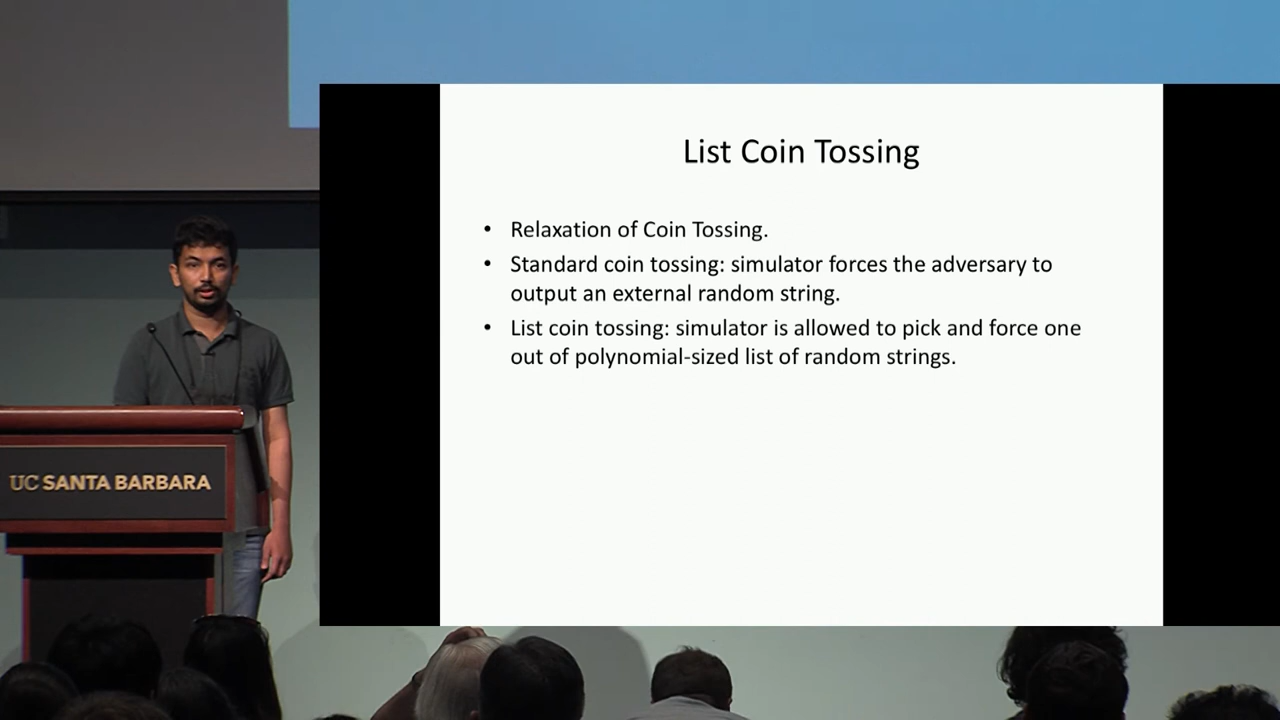 List Coin Tossing
• Relaxation of Coin Tossing.
• Standard coin tossing: simulator forces the adversary to
output an external random string.
• List coin tossing: simulator is allowed to pick and force one
out of polynomial-sized list of random strings.
UC SANTA BARBARA